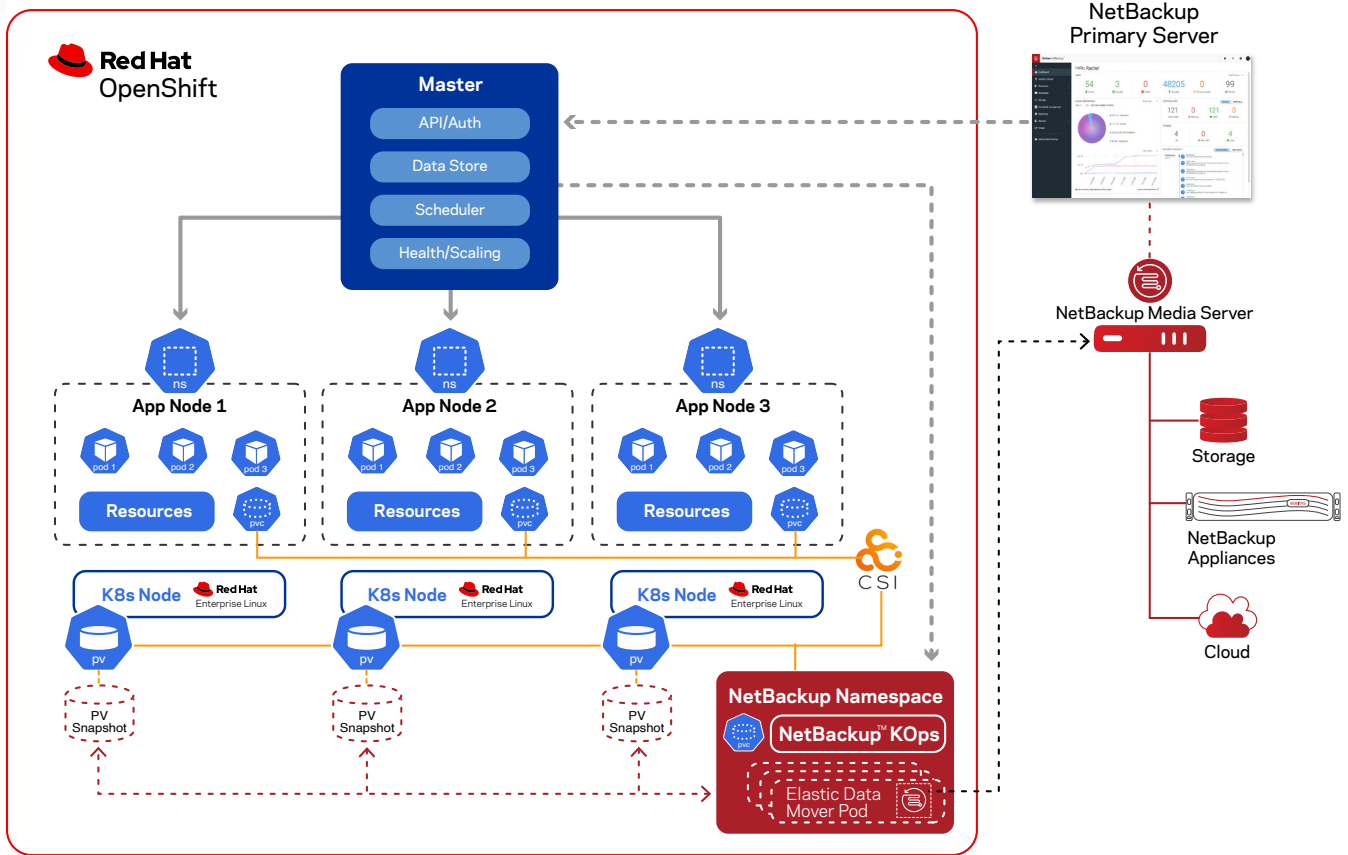 NetBackup
Primary Server
Red Hat
OpenShift
Master
API/Auth
Data Store
Scheduler
Health/Scaling
54
3
0
48205
0
99
121
0
121
0
4
0
4
NetBackup Media Server
ns
ns
ns
App Node 1
App Node 2
App Node 3
pod 1
pod 2
pod 3
pod 1
pod 2
pod 3
pod 1
pod 2
pod 3
Resources
pvc
Resources
pvc
Resources
pvc
Storage
VERITAS
NetBackup
Appliances
CSI
K8s Node
Red Hat
Enterprise Linux
K8s Node
Red Hat
Enterprise Linux
K8s Node
Red Hat
Enterprise Linux
pv
pv
pv
Cloud
PV
Snapshot
PV
Snapshot
PV
Snapshot
NetBackup Namespace
pvc
NetBackup™ KOps
Elastic Data
Mover Pod